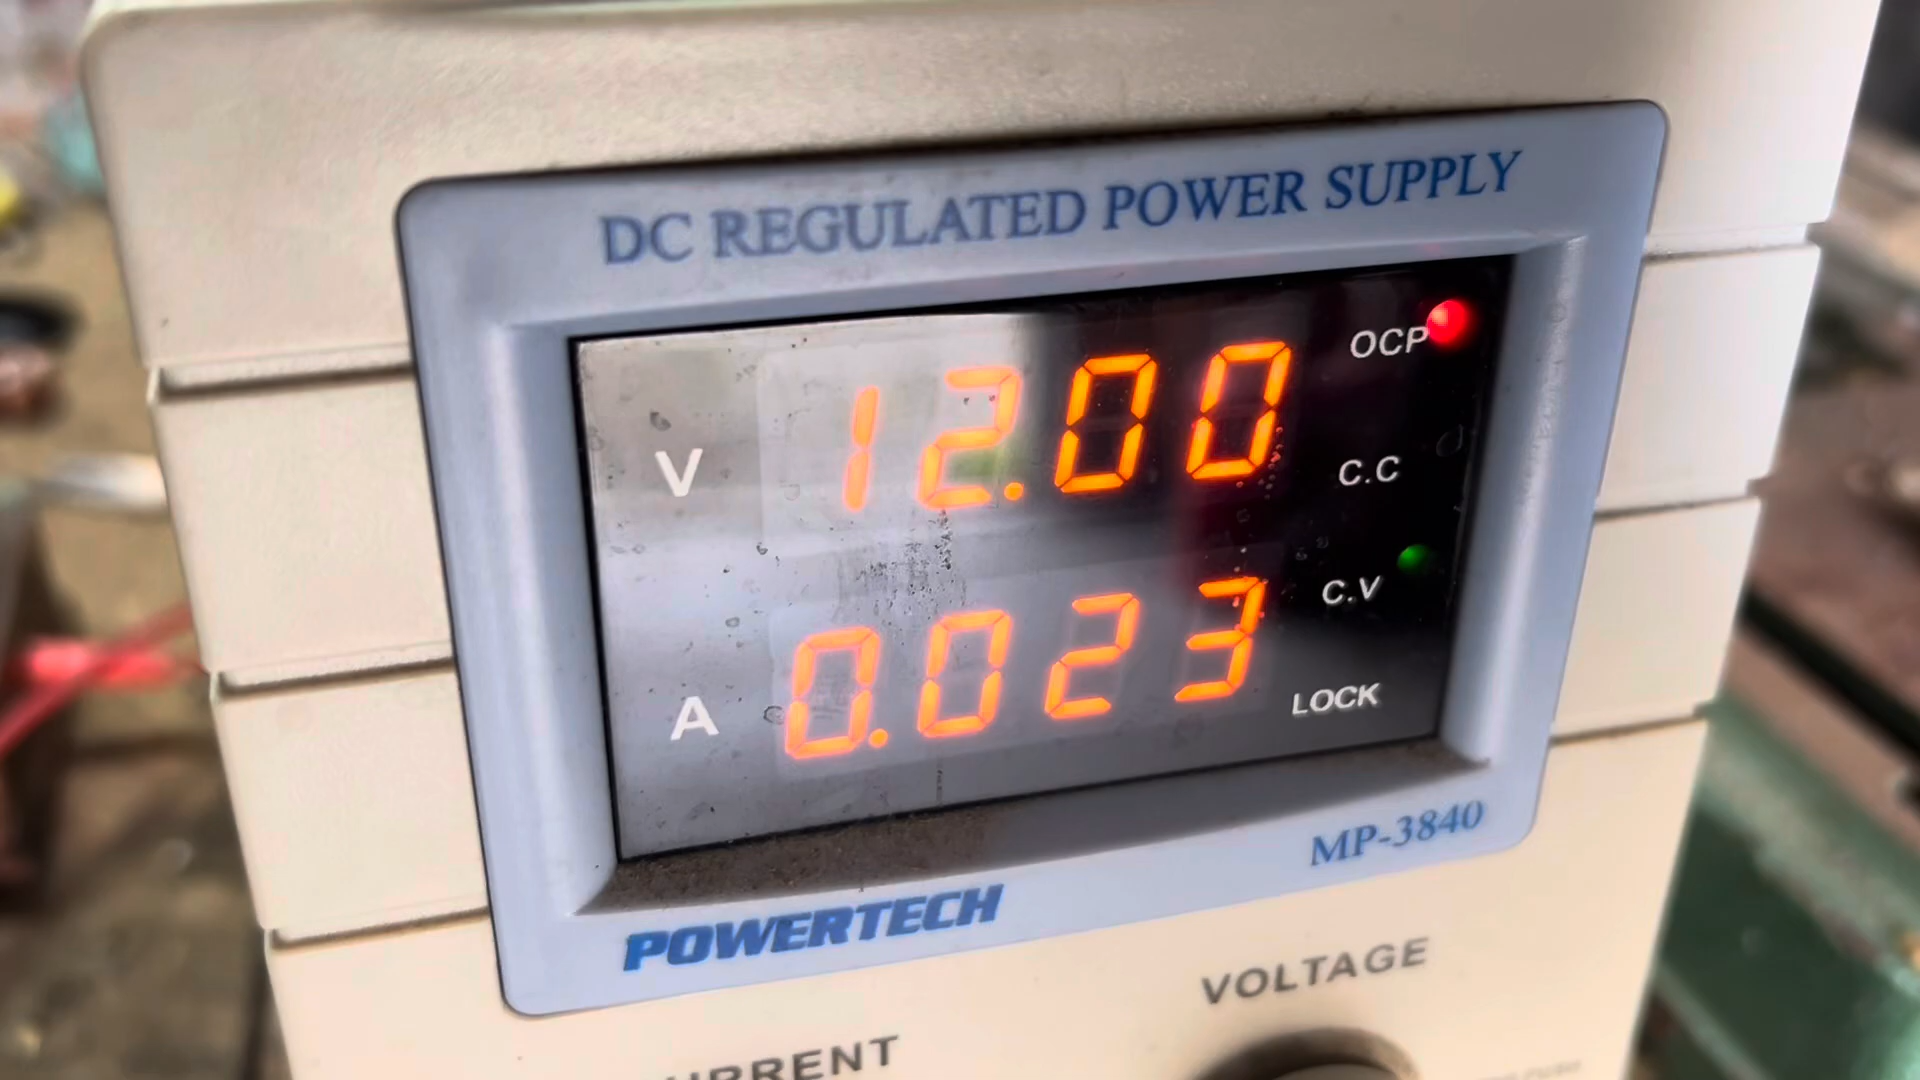 DC REGULATED POWER SUPPLY
V 12.00 OCP
C.C
C.V
A 0.023 LOCK
MP-3840
POWERTECH
VOLTAGE